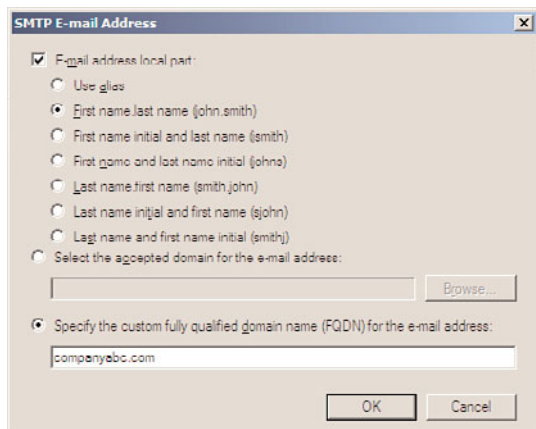 SMTP E-mail Address
E-mail address local part:
Use alias
First name.last name (john.smith)
First name initial and last name (jsmith)
First name and last name initial (johns)
Last name.first name (smith.john)
Last name initial and first name (sjohn)
Last name and first name initial (smithj)
Select the accepted domain for the e-mail address:
Browse...
Specify the custom fully qualified domain name (FQDN) for the e-mail address:
companyabc.com
OK Cancel